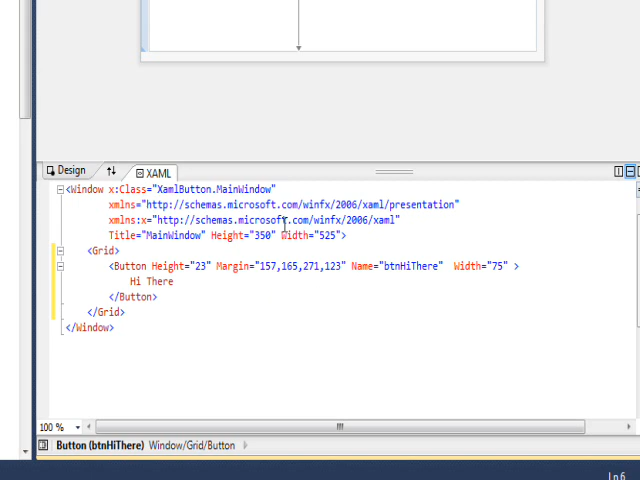 Design XAML
<Window x:Class="XamlButton.MainWindow"
xmlns="http://schemas.microsoft.com/winfx/2006/xaml/presentation"
xmlns:x="http://schemas.microsoft.com/winfx/2006/xaml"
Title="MainWindow" Height="350" Width="525">
<Grid>
<Button Height="23" Margin="157,165,271,123" Name="btnHiThere"  Width="75" >
Hi There
</Button>
</Grid>
</Window>
100 %
Button (btnHiThere) Window/Grid/Button
Ln6